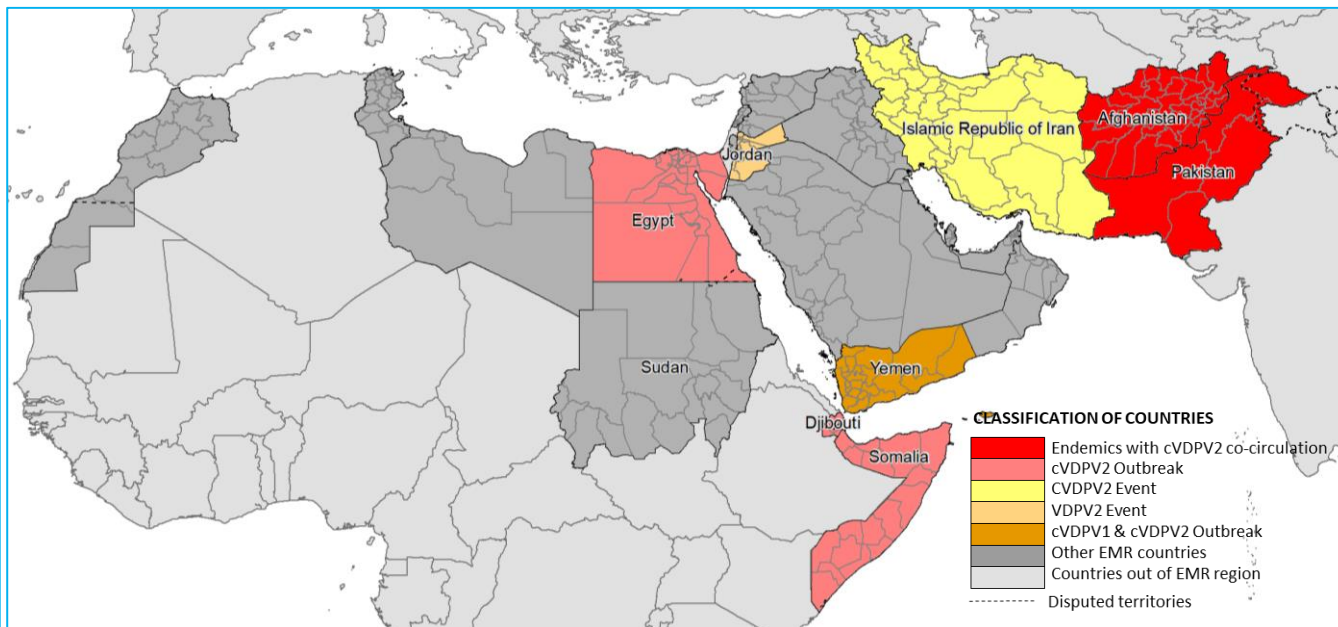 Islamic Republic of Iran
Afghanistan
Pakistan
Jordan
Egypt
Sudan
Yemen
Djibouti
Somalia
CLASSIFICATION OF COUNTRIES
Endemics with cVDPV2 co-circulation
cVDPV2 Outbreak
CVDPV2 Event
VDPV2 Event
cVDPV1 & cVDPV2 Outbreak
Other EMR countries
Countries out of EMR region
Disputed territories